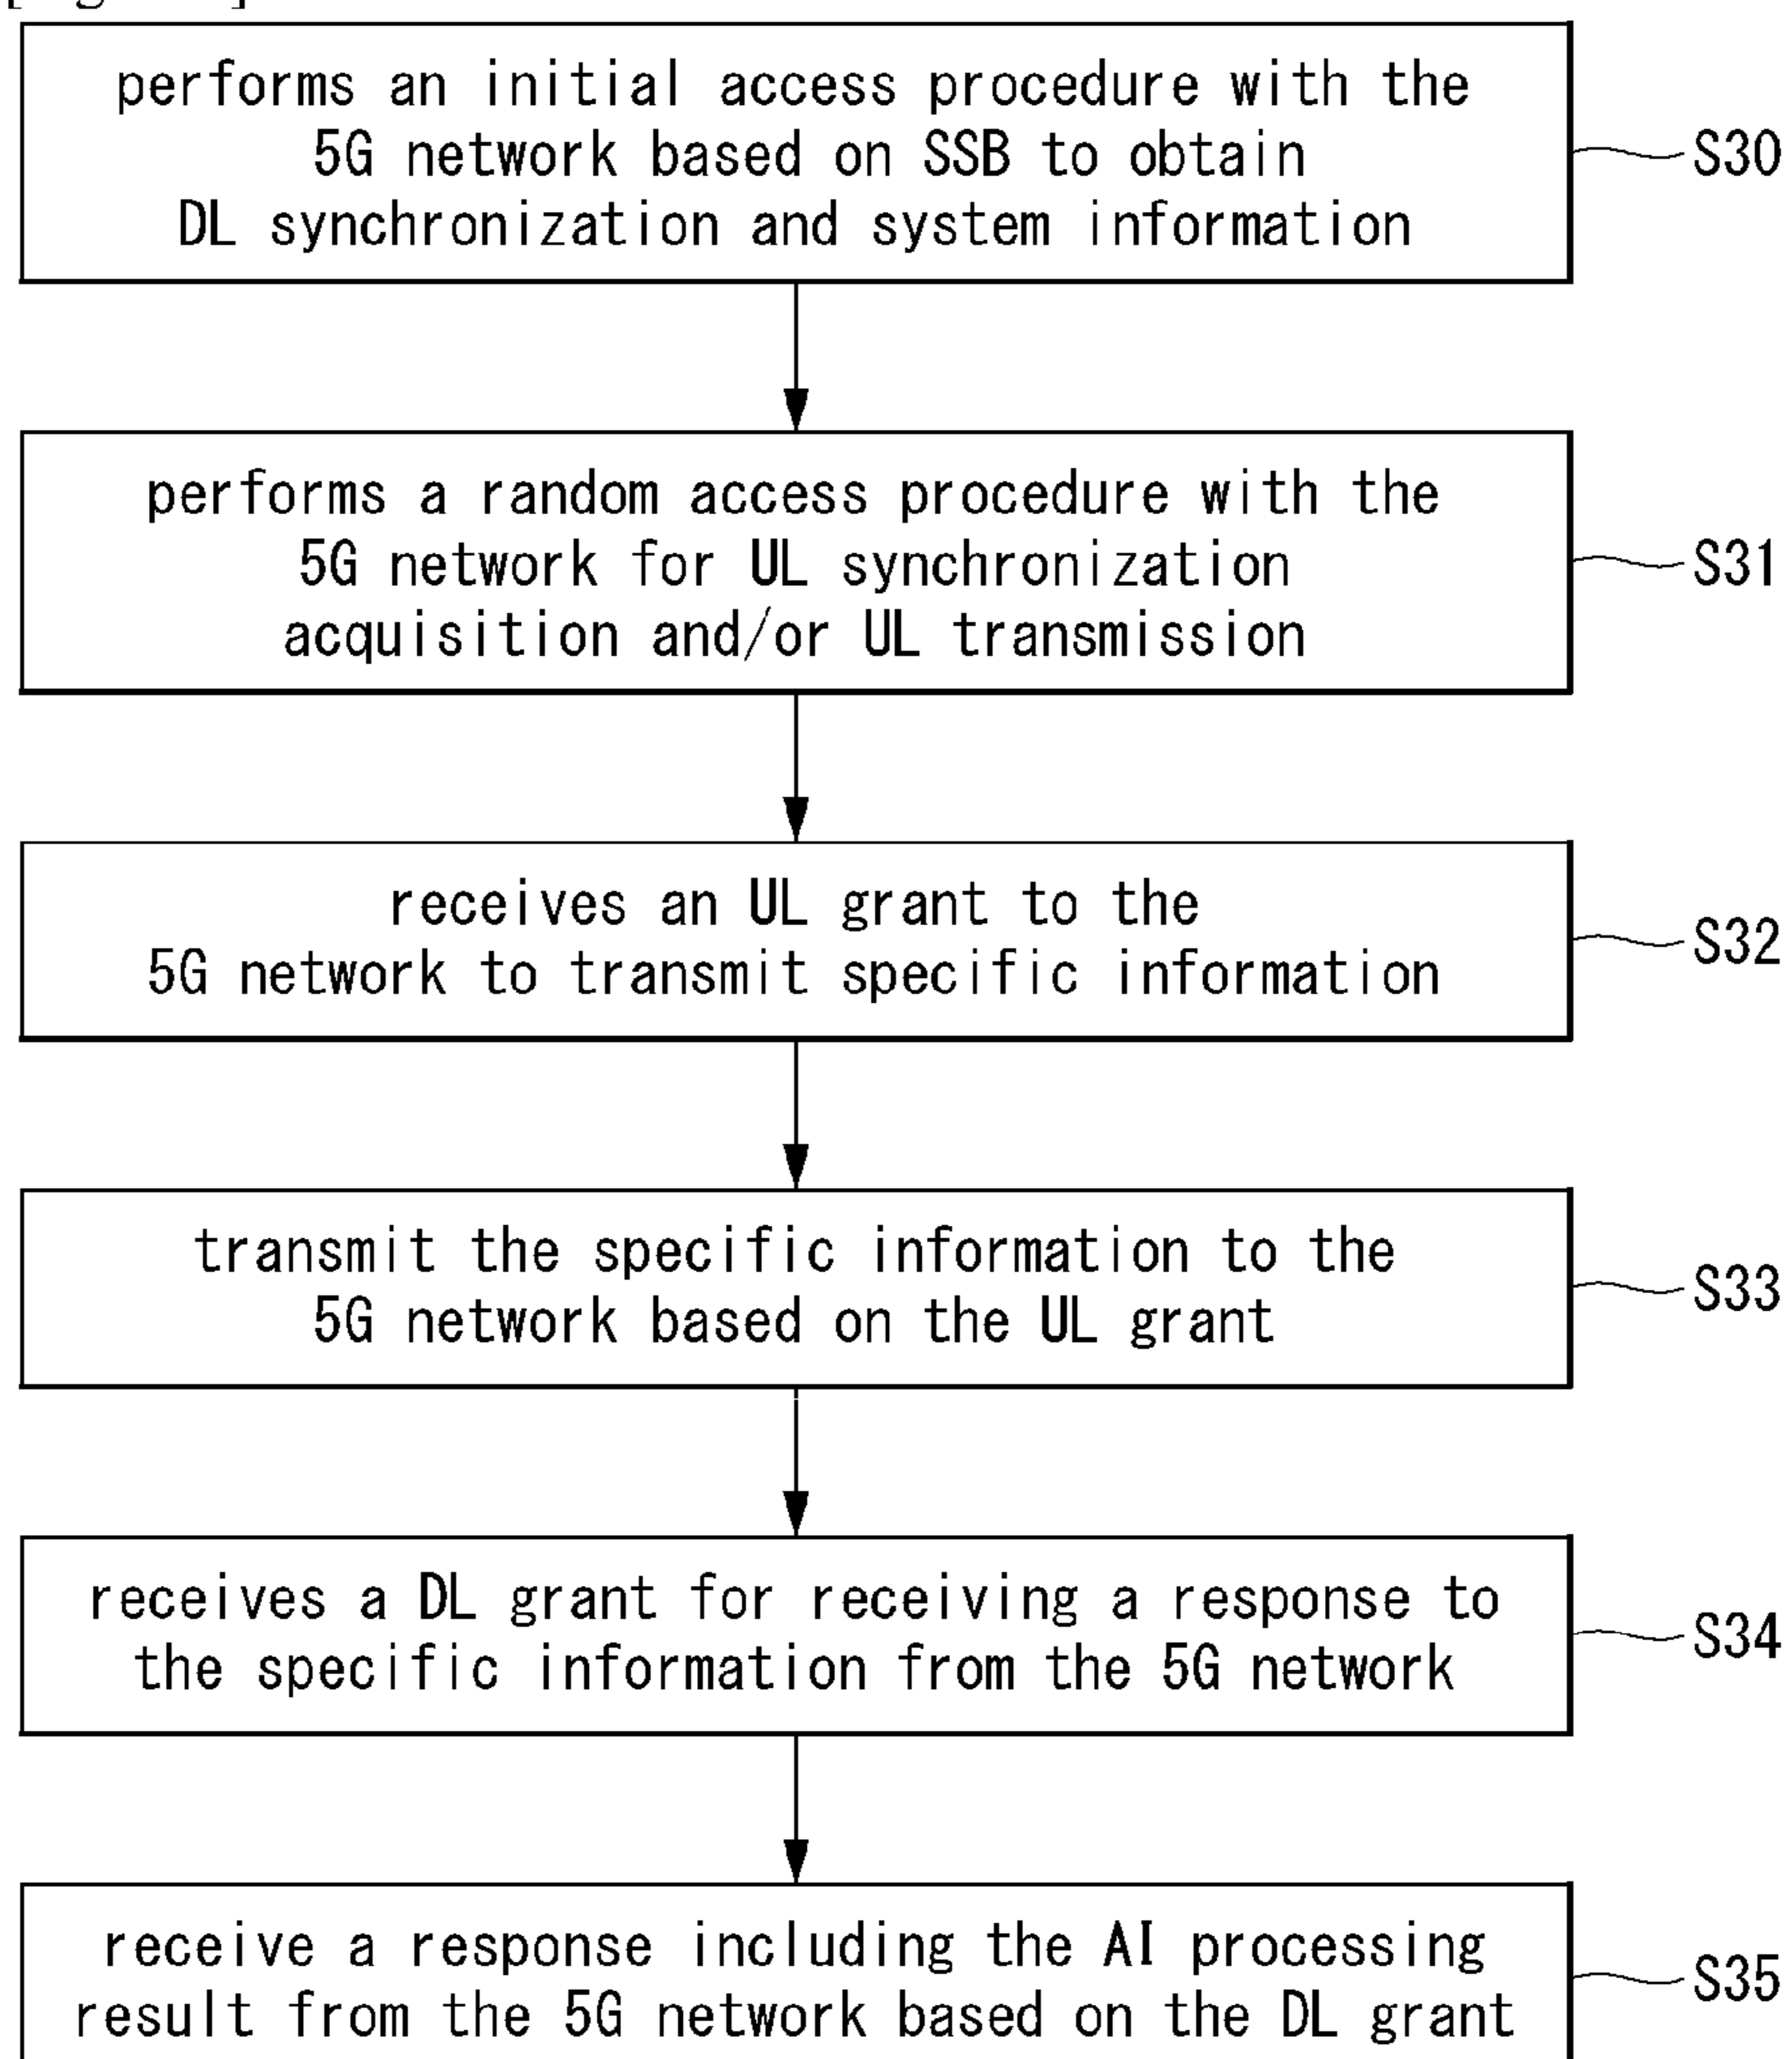 performs an initial access procedure with the
5G network based on SSB to obtain
DL synchronization and system information
S30
performs a random access procedure with the
5G network for UL synchronization
acquisition and/or UL transmission
S31
receives an UL grant to the
5G network to transmit specific information
S32
transmit the specific information to the
5G network based on the UL grant
S33
receives a DL grant for receiving a response to
the specific information from the 5G network
S34
receive a response including the AI processing
result from the 5G network based on the DL grant
S35